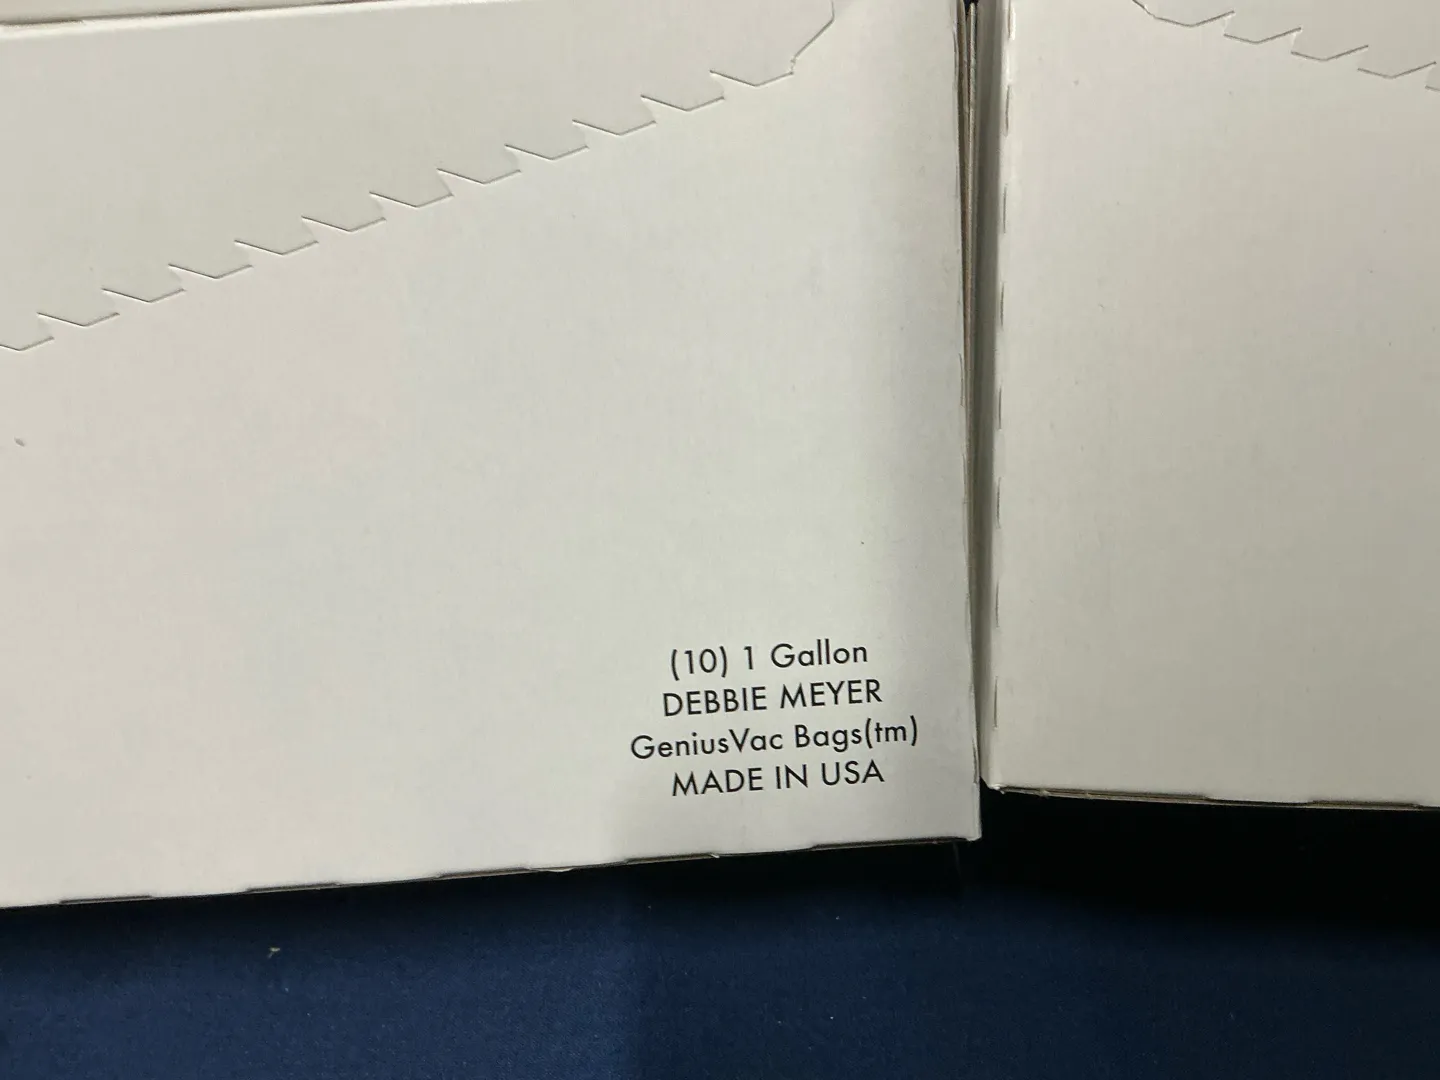 (10) 1 Gallon
DEBBIE MEYER
GeniusVac Bags(tm)
MADE IN USA